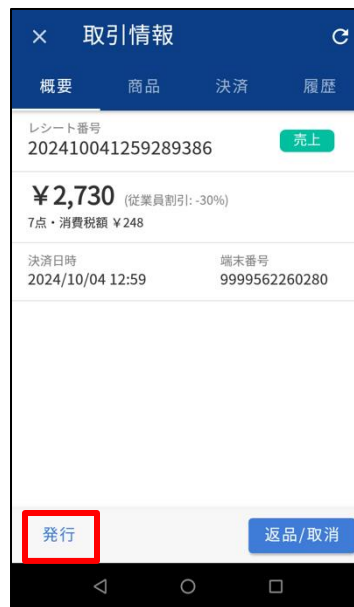 × 取引情報
概要 商品 決済 履歴
レシート番号
202410041259289386 売上
￥2,730 (従業員割引: -30%)
7点・消費税額 ￥248
決済日時 端末番号
2024/10/04 12:59 9999562260280
発行 返品/取消